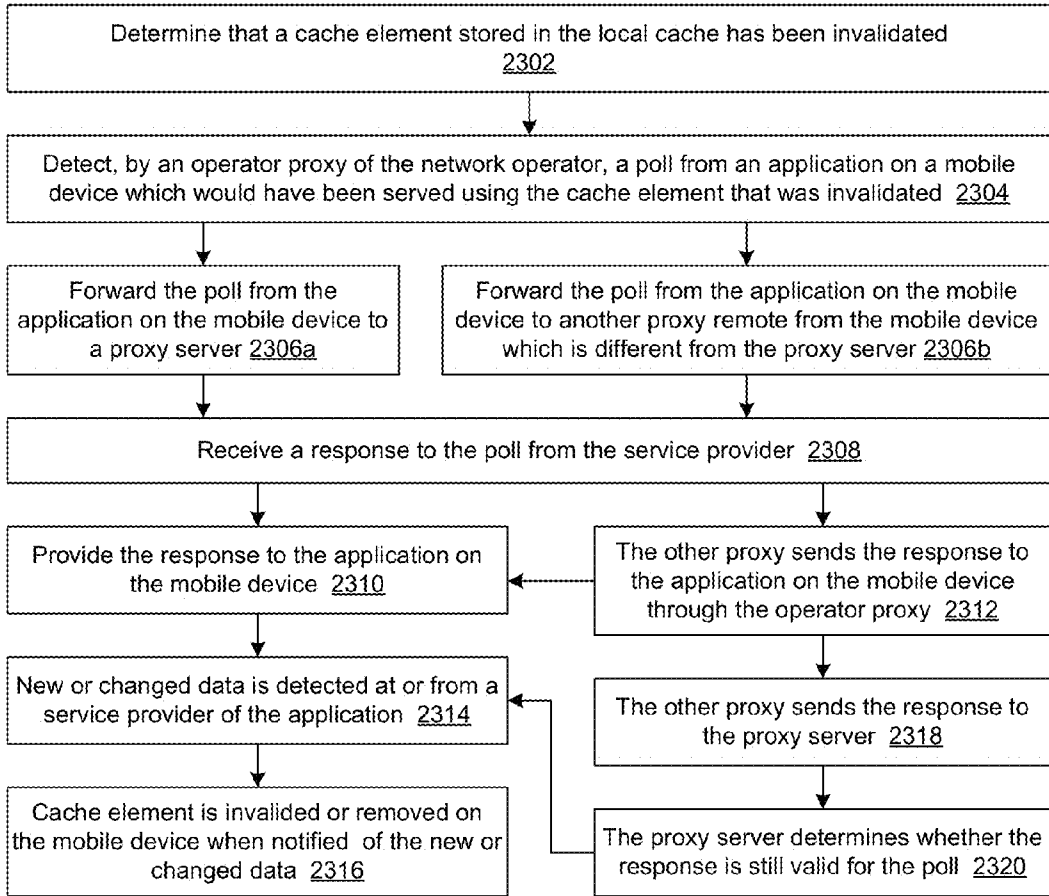 Determine that a cache element stored in the local cache has been invalidated
2302
Detect, by an operator proxy of the network operator, a poll from an application on a mobile
device which would have been served using the cache element that was invalidated 2304
Forward the poll from the
application on the mobile device to
a proxy server 2306a
Forward the poll from the application on the mobile
device to another proxy remote from the mobile device
which is different from the proxy server 2306b
Receive a response to the poll from the service provider 2308
Provide the response to the application on
the mobile device 2310
The other proxy sends the response to
the application on the mobile device
through the operator proxy 2312
New or changed data is detected at or from a
service provider of the application 2314
The other proxy sends the response to
the proxy server 2318
Cache element is invalided or removed on
the mobile device when notified of the new or
changed data 2316
The proxy server determines whether the
response is still valid for the poll 2320